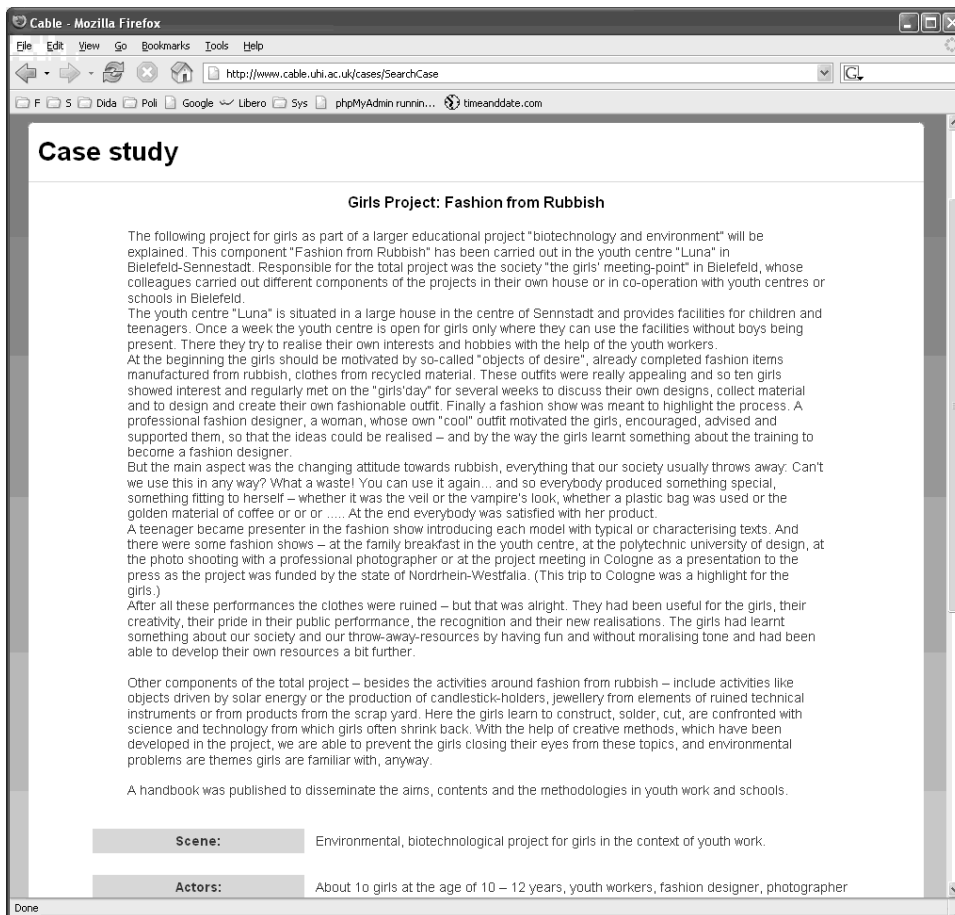 Cable - Mozilla Firefox
File Edit View Go Bookmarks Tools Help
http://www.cable.uhi.ac.uk/cases/SearchCase
F S Dida Poli Google Libero Sys phpMyAdmin runnin... timeanddate.com
Case study
Girls Project: Fashion from Rubbish
The following project for girls as part of a larger educational project "biotechnology and environment" will be
explained. This component "Fashion from Rubbish" has been carried out in the youth centre "Luna" in
Bielefeld-Sennestadt. Responsible for the total project was the society "the girls' meeting-point" in Bielefeld, whose
colleagues carried out different components of the projects in their own house or in co-operation with youth centres or
schools in Bielefeld.
The youth centre "Luna" is situated in a large house in the centre of Sennstadt and provides facilities for children and
teenagers. Once a week the youth centre is open for girls only where they can use the facilities without boys being
present. There they try to realise their own interests and hobbies with the help of the youth workers.
At the beginning the girls should be motivated by so-called "objects of desire", already completed fashion items
manufactured from rubbish, clothes from recycled material. These outfits were really appealing and so ten girls
showed interest and regularly met on the "girls'day" for several weeks to discuss their own designs, collect material
and to design and create their own fashionable outfit. Finally a fashion show was meant to highlight the process. A
professional fashion designer, a woman, whose own "cool" outfit motivated the girls, encouraged, advised and
supported them, so that the ideas could be realised – and by the way the girls learnt something about the training to
become a fashion designer.
But the main aspect was the changing attitude towards rubbish, everything that our society usually throws away: Can't
we use this in any way? What a waste! You can use it again... and so everybody produced something special,
something fitting to herself – whether it was the veil or the vampire's look, whether a plastic bag was used or the
golden material of coffee or or or ..... At the end everybody was satisfied with her product.
A teenager became presenter in the fashion show introducing each model with typical or characterising texts. And
there were some fashion shows – at the family breakfast in the youth centre, at the polytechnic university of design, at
the photo shooting with a professional photographer or at the project meeting in Cologne as a presentation to the
press as the project was funded by the state of Nordrhein-Westfalia. (This trip to Cologne was a highlight for the
girls.)
After all these performances the clothes were ruined – but that was alright. They had been useful for the girls, their
creativity, their pride in their public performance, the recognition and their new realisations. The girls had learnt
something about our society and our throw-away-resources by having fun and without moralising tone and had been
able to develop their own resources a bit further.
Other components of the total project – besides the activities around fashion from rubbish – include activities like
objects driven by solar energy or the production of candlestick-holders, jewellery from elements of ruined technical
instruments or from products from the scrap yard. Here the girls learn to construct, solder, cut, are confronted with
science and technology from which girls often shrink back. With the help of creative methods, which have been
developed in the project, we are able to prevent the girls closing their eyes from these topics, and environmental
problems are themes girls are familiar with, anyway.
A handbook was published to disseminate the aims, contents and the methodologies in youth work and schools.
Scene: Environmental, biotechnological project for girls in the context of youth work.
Actors: About 1o girls at the age of 10 – 12 years, youth workers, fashion designer, photographer
Done